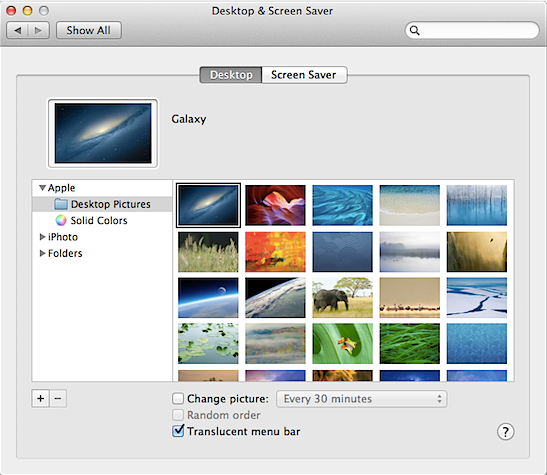 Desktop & Screen Saver
Show All
Desktop Screen Saver
Galaxy
Apple
Desktop Pictures
Solid Colors
iPhoto
Folders
+ −
Change picture: Every 30 minutes
Random order
Translucent menu bar
?